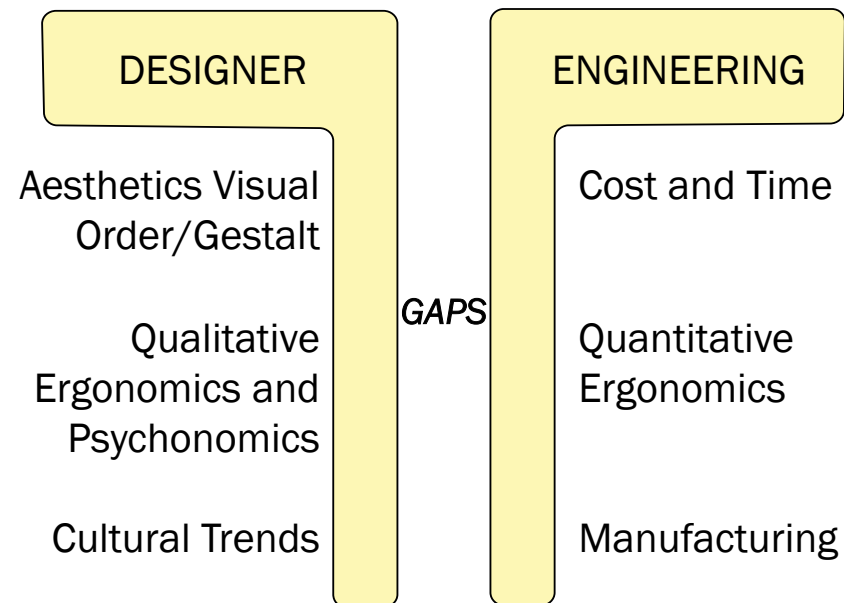 DESIGNER
Aesthetics Visual
Order/Gestalt
Qualitative
Ergonomics and
Psychonomics
Cultural Trends
GAPS
ENGINEERING
Cost and Time
Quantitative
Ergonomics
Manufacturing